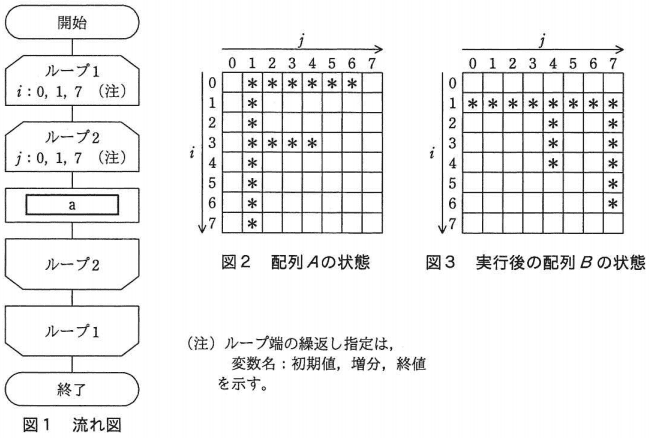 開始
ループ1
i：0, 1, 7 （注）
ループ2
j：0, 1, 7 （注）
a
ループ2
ループ1
終了
図1 流れ図
j
0 1 2 3 4 5 6 7
i
0 * * * * * *
1 *
2 *
3 * * * *
4 *
5 *
6 *
7 *
図2 配列Aの状態
j
0 1 2 3 4 5 6 7
i
0
1 * * * * * * * *
2 * *
3 * *
4 * *
5 *
6 *
7
図3 実行後の配列Bの状態
（注）ループ端の繰返し指定は，
変数名：初期値，増分，終値
を示す。